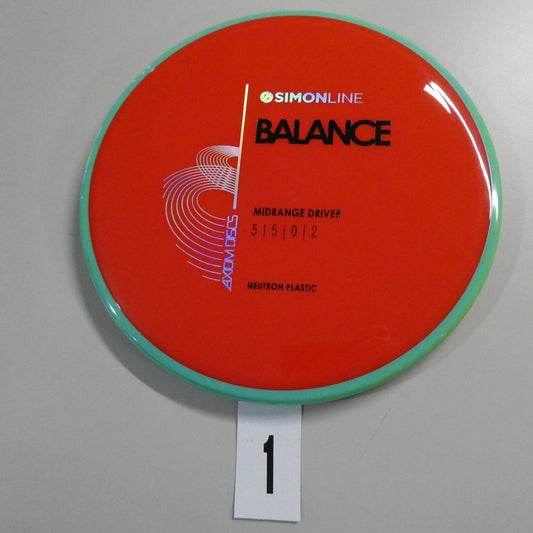 SIMONLINE
BALANCE
MIDRANGE DRIVER
5|5|0|2
AXIOM DISCS
NEUTRON PLASTIC
1